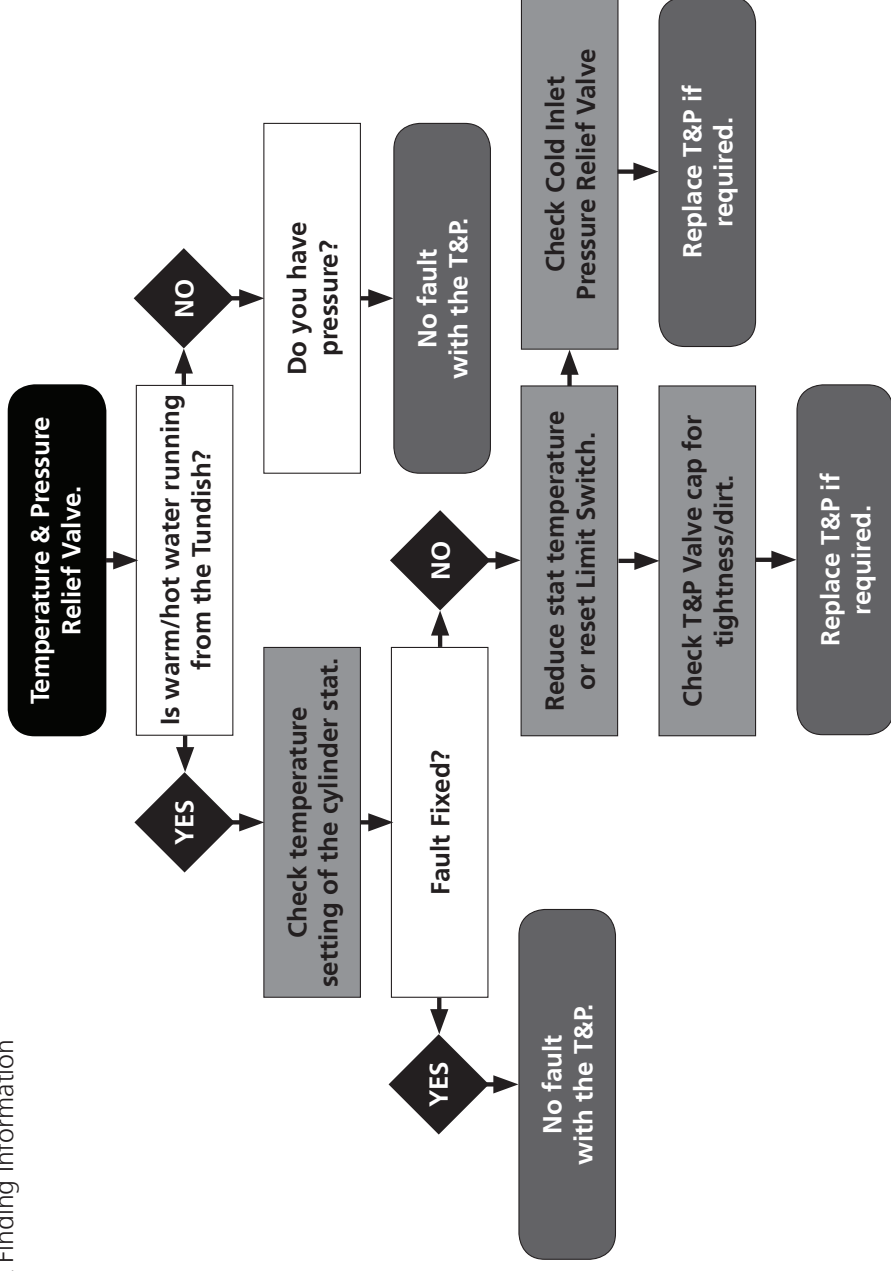 Finding Information
Temperature & Pressure
Relief Valve.
Is warm/hot water running
from the Tundish?
YES
NO
Check temperature
setting of the cylinder stat.
Do you have
pressure?
Fault Fixed?
No fault
with the T&P.
YES
NO
No fault
with the T&P.
Reduce stat temperature
or reset Limit Switch.
Check Cold Inlet
Pressure Relief Valve
Check T&P Valve cap for
tightness/dirt.
Replace T&P if
required.
Replace T&P if
required.